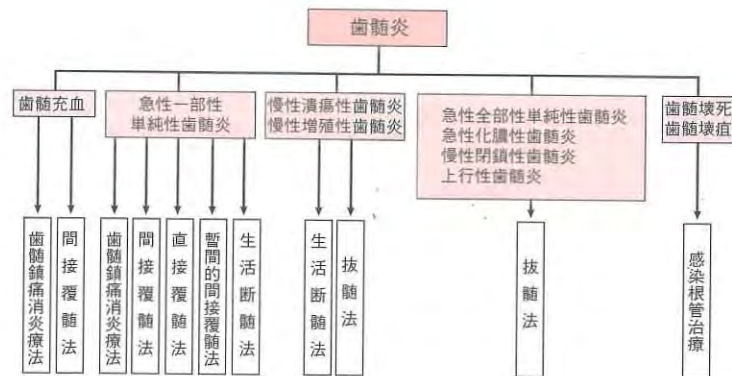 歯髄炎
歯髄充血
急性一部性
単純性歯髄炎
慢性潰瘍性歯髄炎
慢性増殖性歯髄炎
急性全部性単純性歯髄炎
急性化膿性歯髄炎
慢性閉鎖性歯髄炎
上行性歯髄炎
歯髄壊死
歯髄壊疽
歯髄鎮痛消炎療法
間接覆髄法
歯髄鎮痛消炎療法
間接覆髄法
直接覆髄法
暫間的間接覆髄法
生活断髄法
生活断髄法
抜髄法
抜髄法
感染根管治療